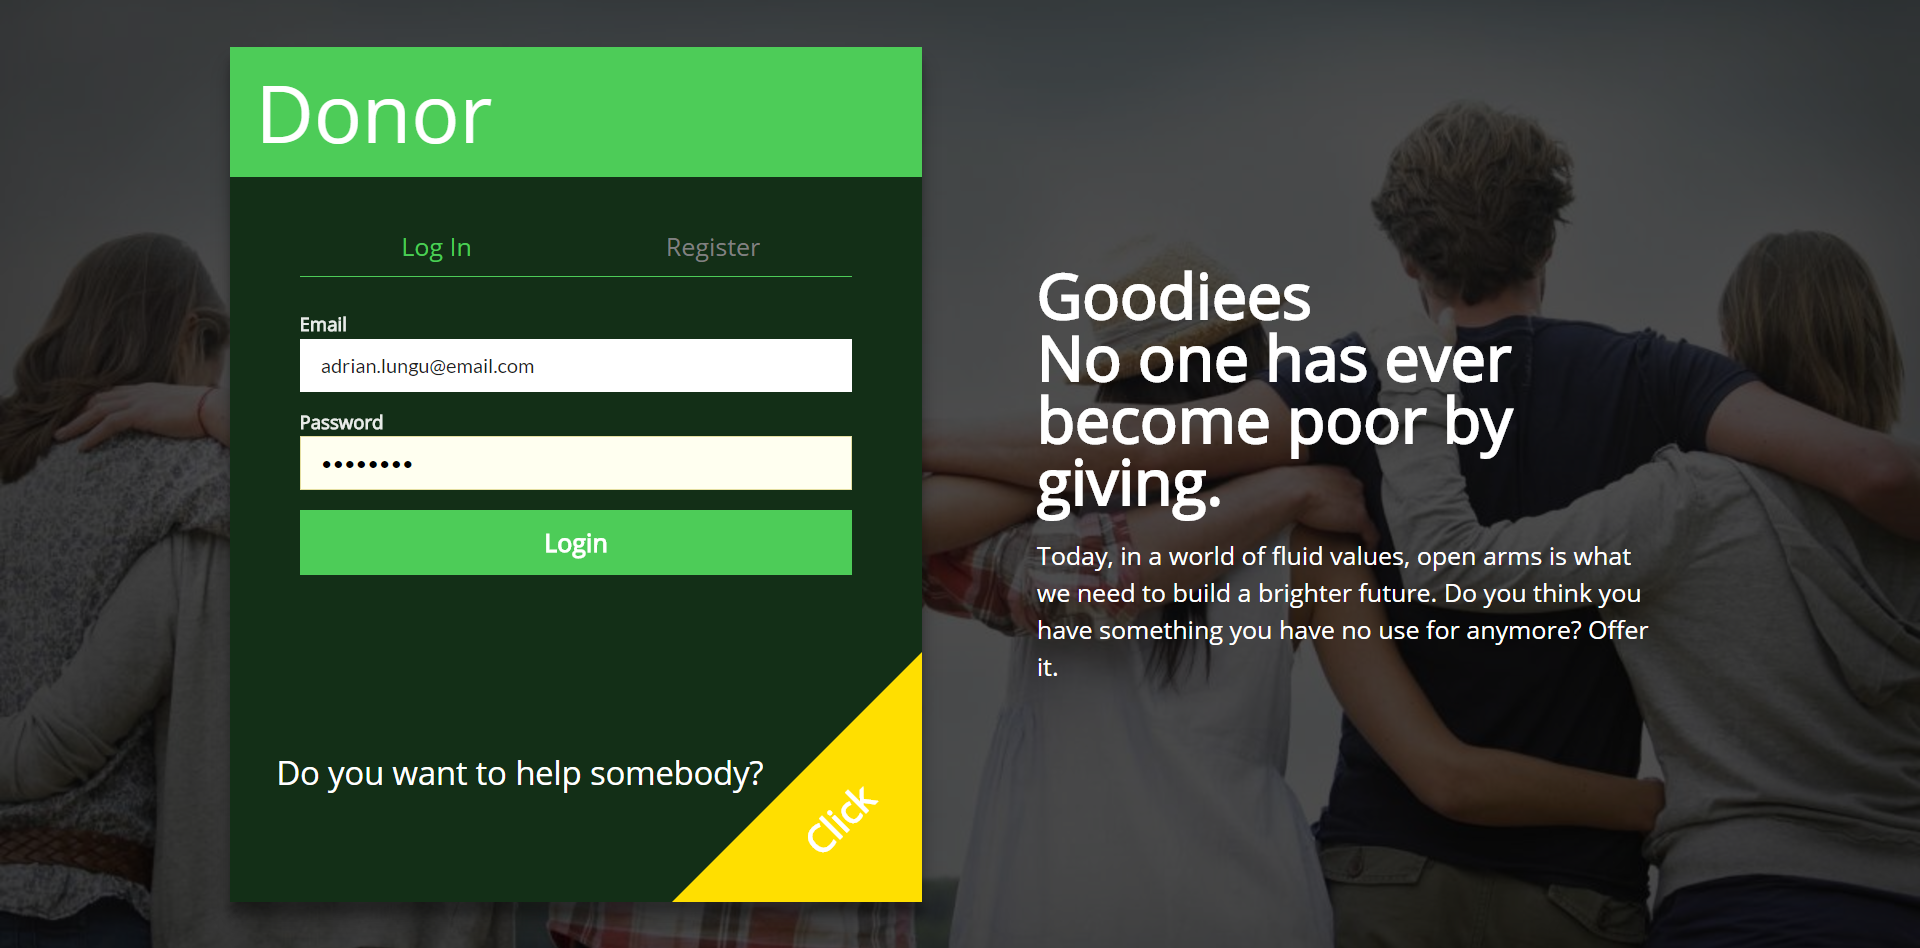 Donor
Log In
Register
Email
adrian.lungu@email.com
Password
Login
Do you want to help somebody?
Click
Goodiees
No one has ever
become poor by
giving.
Today, in a world of fluid values, open arms is what
we need to build a brighter future. Do you think you
have something you have no use for anymore? Offer
it.